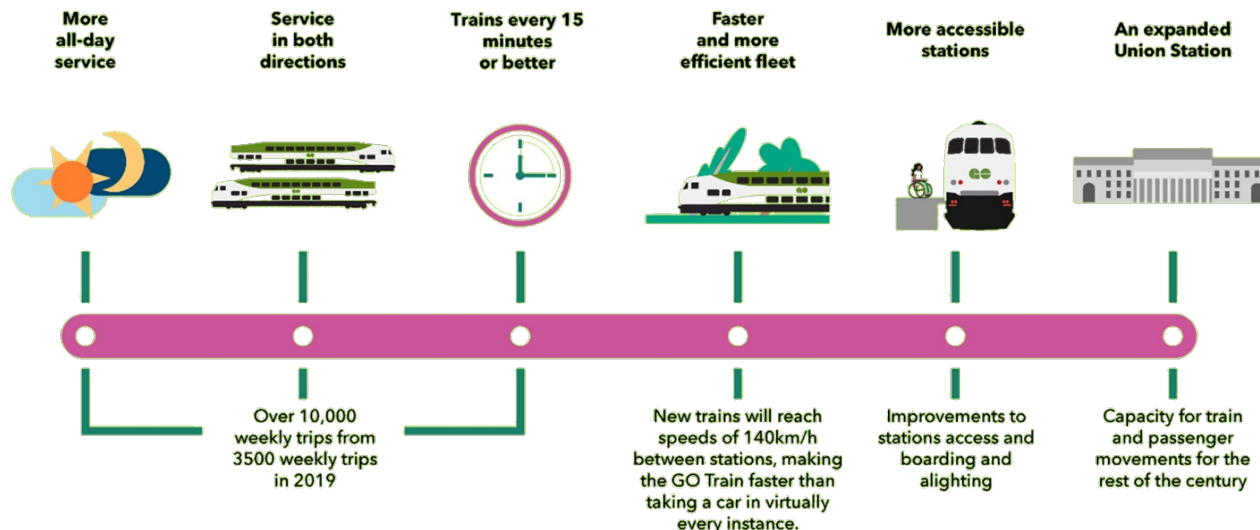 More
all-day
service
Service
in both
directions
Trains every 15
minutes
or better
Faster
and more
efficient fleet
More accessible
stations
An expanded
Union Station
GO
GO
GO
GO
Over 10,000
weekly trips from
3500 weekly trips
in 2019
New trains will reach
speeds of 140km/h
between stations, making
the GO Train faster than
taking a car in virtually
every instance.
Improvements to
stations access and
boarding and
alighting
Capacity for train
and passenger
movements for the
rest of the century